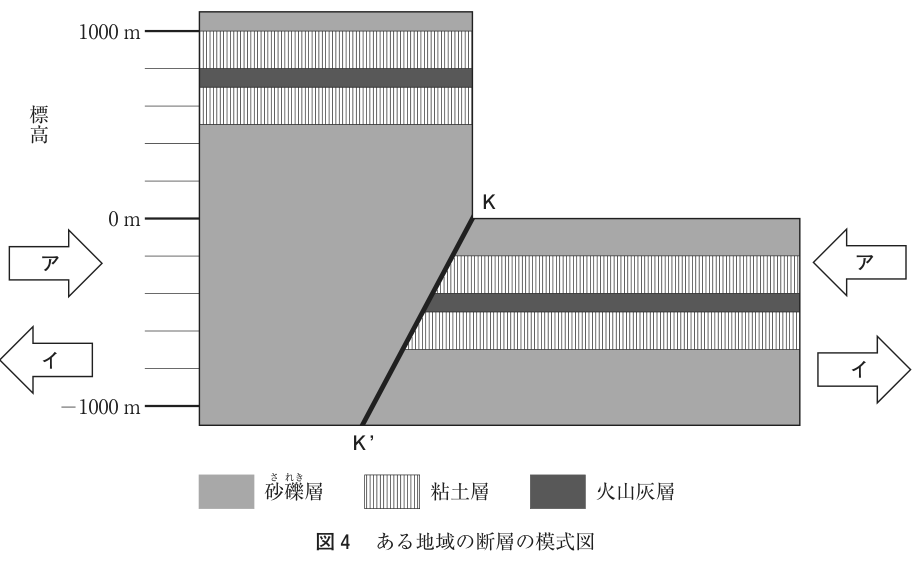 1000 m
標高
0 m
－1000 m
K
K’
ア
ア
イ
イ
さ れき
砂礫層
粘土層
火山灰層
図 4 ある地域の断層の模式図